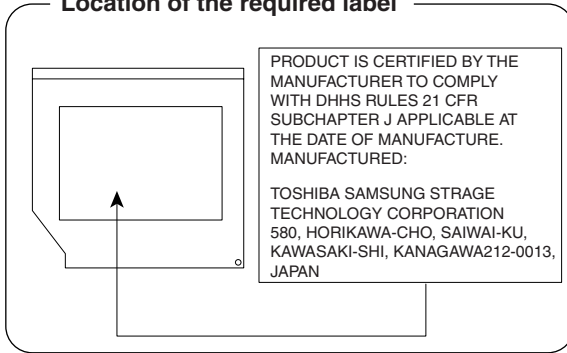 Location of the required label
PRODUCT IS CERTIFIED BY THE
MANUFACTURER TO COMPLY
WITH DHHS RULES 21 CFR
SUBCHAPTER J APPLICABLE AT
THE DATE OF MANUFACTURE.
MANUFACTURED:
TOSHIBA SAMSUNG STRAGE
TECHNOLOGY CORPORATION
580, HORIKAWA-CHO, SAIWAI-KU,
KAWASAKI-SHI, KANAGAWA212-0013,
JAPAN